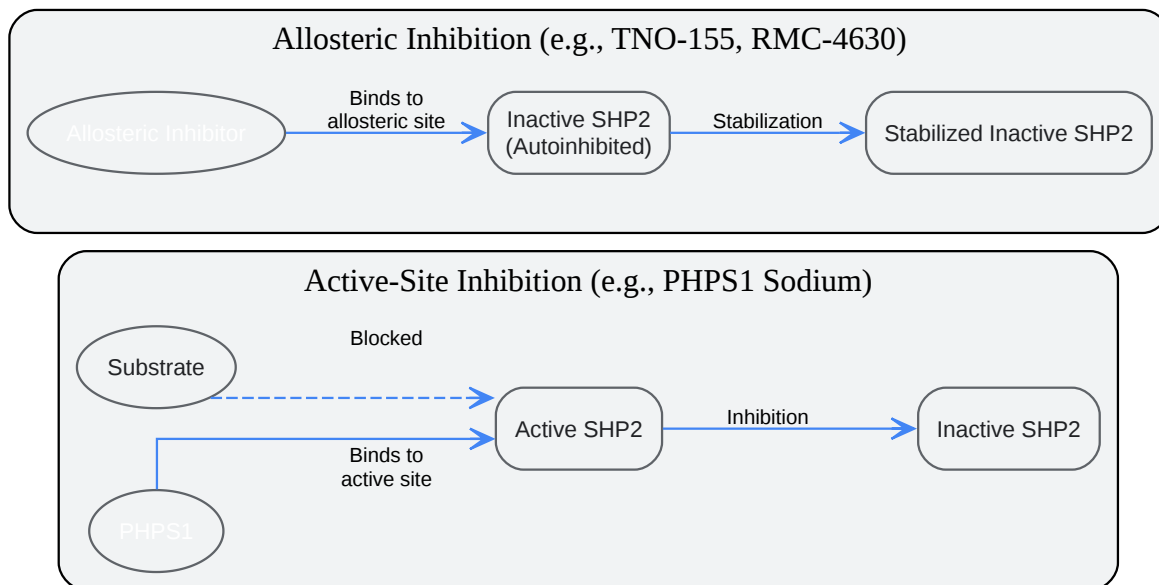 Allosteric Inhibition (e.g., TNO-155, RMC-4630)
Allosteric Inhibitor
Binds to
allosteric site
Inactive SHP2
(Autoinhibited)
Stabilization
Stabilized Inactive SHP2
Active-Site Inhibition (e.g., PHPS1 Sodium)
Substrate
Blocked
Active SHP2
Inhibition
Inactive SHP2
Binds to
active site
PHPS1